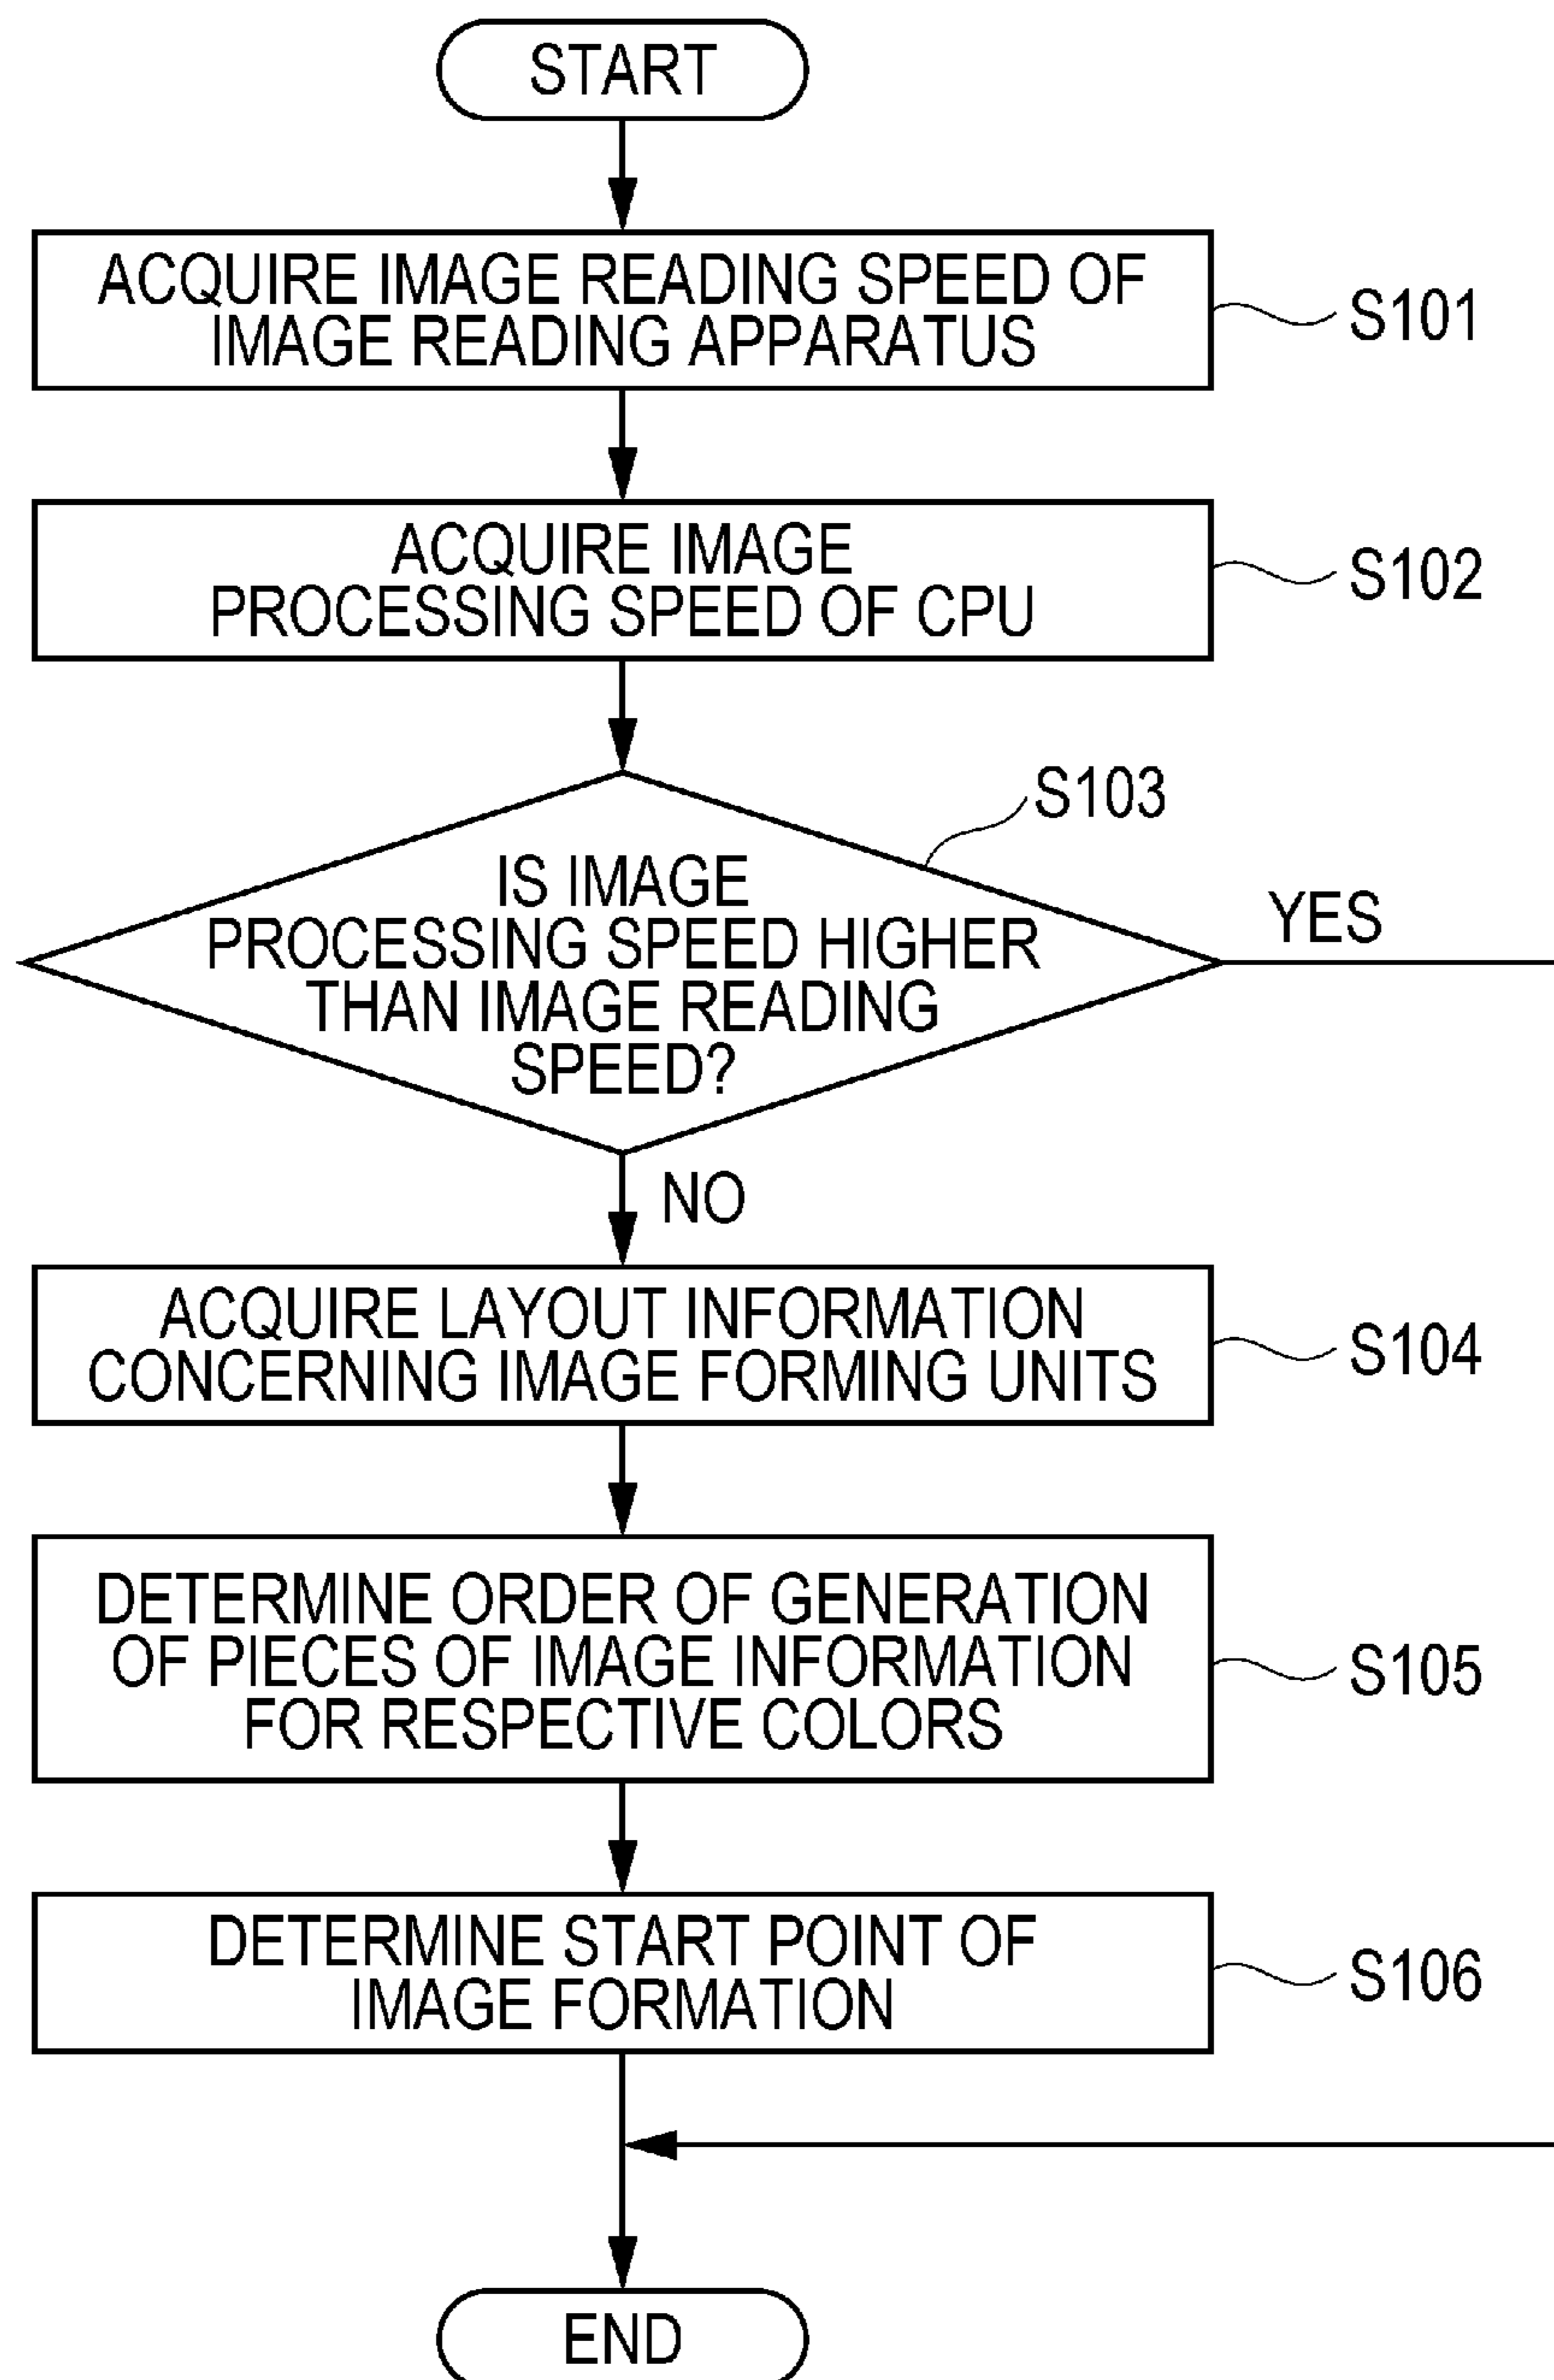 START
ACQUIRE IMAGE READING SPEED OF
IMAGE READING APPARATUS
S101
ACQUIRE IMAGE
PROCESSING SPEED OF CPU
S102
S103
IS IMAGE
PROCESSING SPEED HIGHER
THAN IMAGE READING
SPEED?
YES
NO
ACQUIRE LAYOUT INFORMATION
CONCERNING IMAGE FORMING UNITS
S104
DETERMINE ORDER OF GENERATION
OF PIECES OF IMAGE INFORMATION
FOR RESPECTIVE COLORS
S105
DETERMINE START POINT OF
IMAGE FORMATION
S106
END